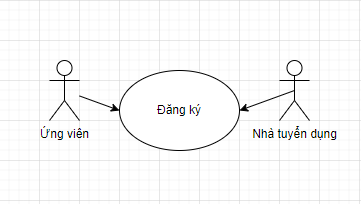 Đăng ký
Ứng viên
Nhà tuyển dụng